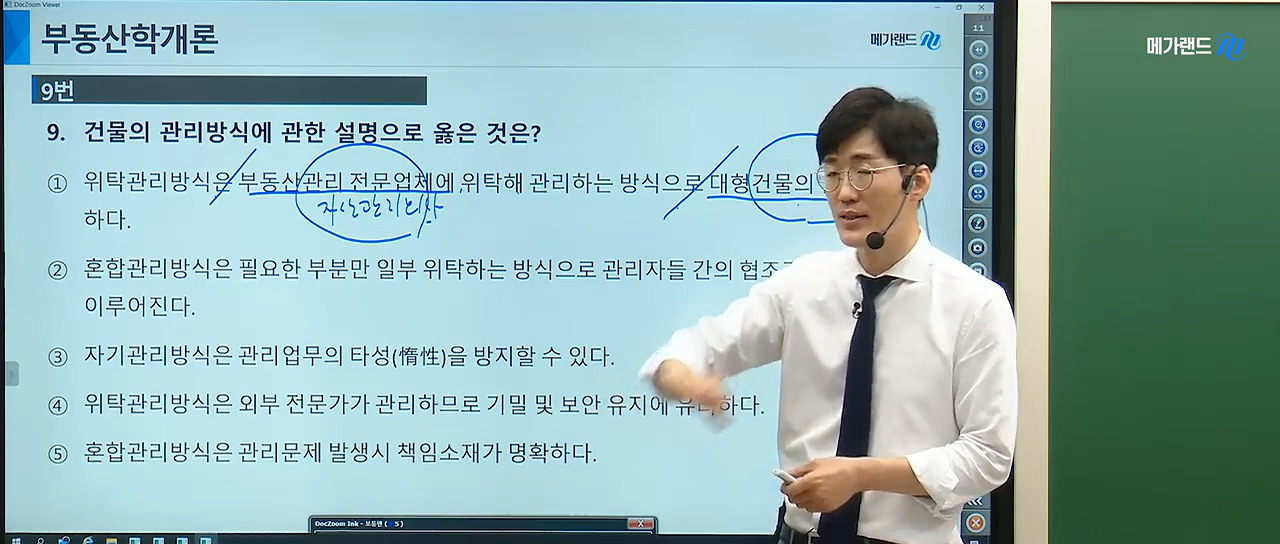 DocZoom Viewer
부동산학개론
메가랜드
메가랜드
11
9번
9. 건물의 관리방식에 관한 설명으로 옳은 것은?
① 위탁관리방식은 부동산관리 전문업체에 위탁해 관리하는 방식으로 대형건물의
자산관리회사
하다.
② 혼합관리방식은 필요한 부분만 일부 위탁하는 방식으로 관리자들 간의
이루어진다.
③ 자기관리방식은 관리업무의 타성(惰性)을 방지할 수 있다.
④ 위탁관리방식은 외부 전문가가 관리하므로 기밀 및 보안 유지에 유리하다.
⑤ 혼합관리방식은 관리문제 발생시 책임소재가 명확하다.
DocZoom Ink - 보통펜 ( 5 )